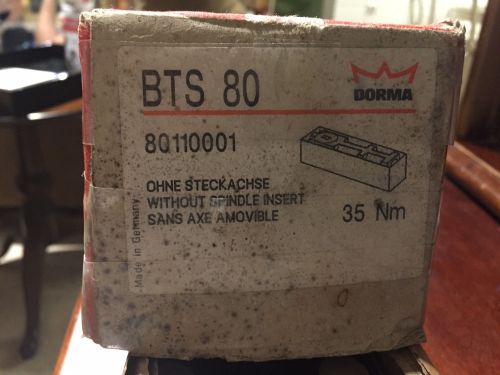 BTS 80
DORMA
80110001
OHNE STECKACHSE
WITHOUT SPINDLE INSERT
SANS AXE AMOVIBLE
35 Nm
Made in Germany